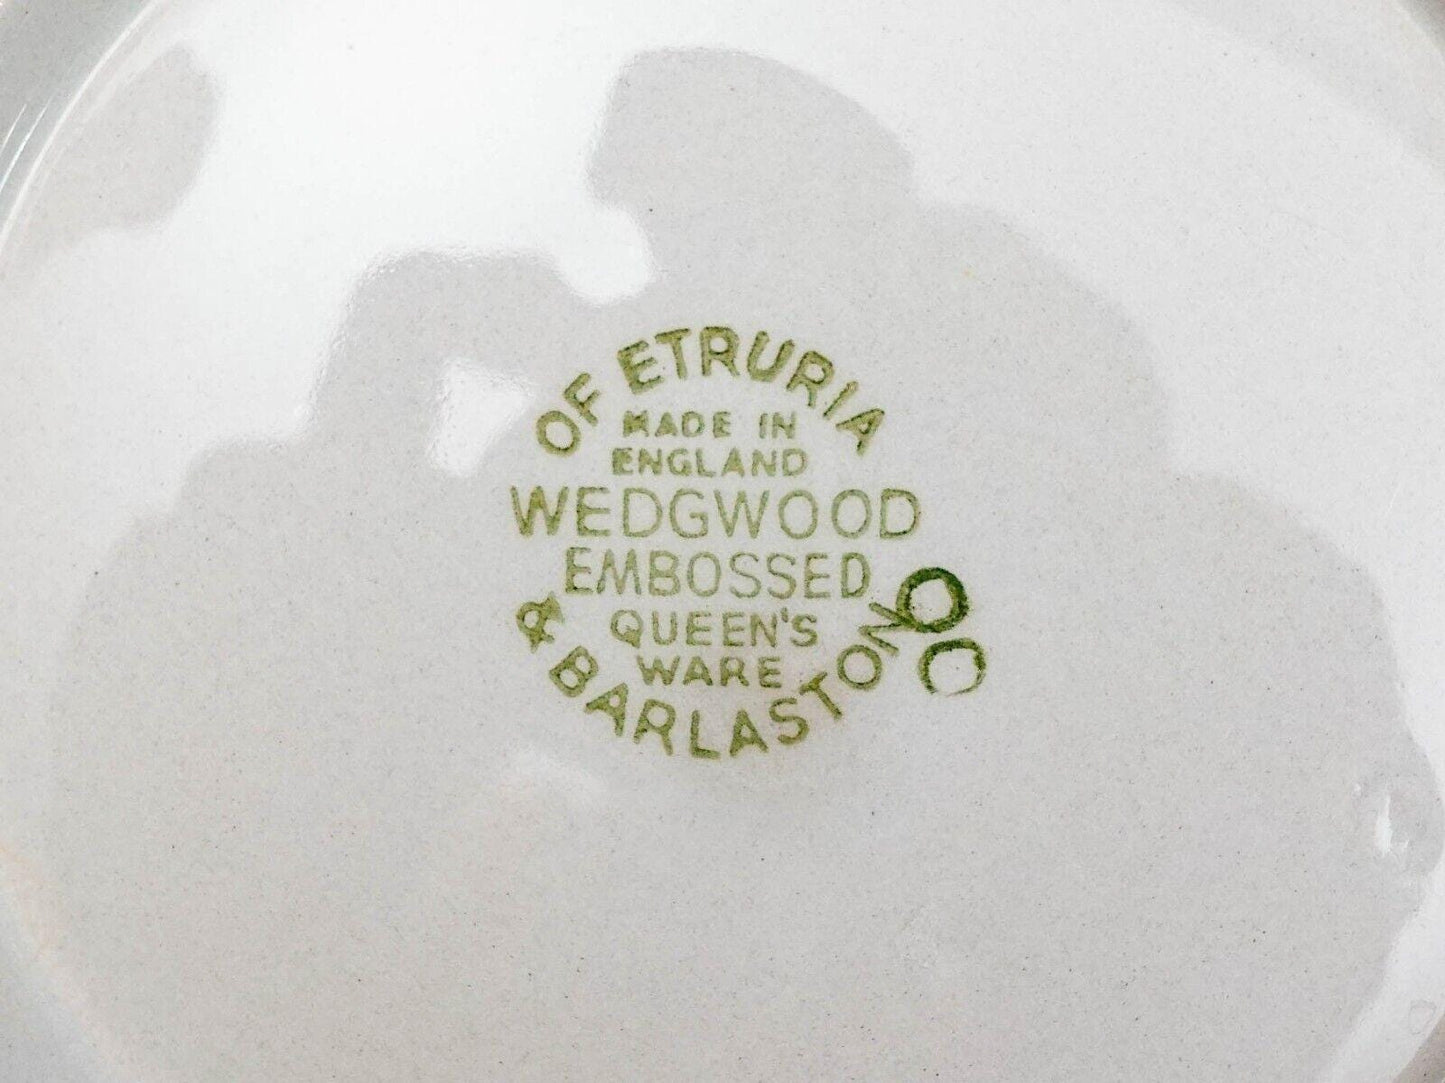 OF ETRURIA
MADE IN
ENGLAND
WEDGWOOD
EMBOSSED
QUEEN'S
WARE
& BARLASTON
OC